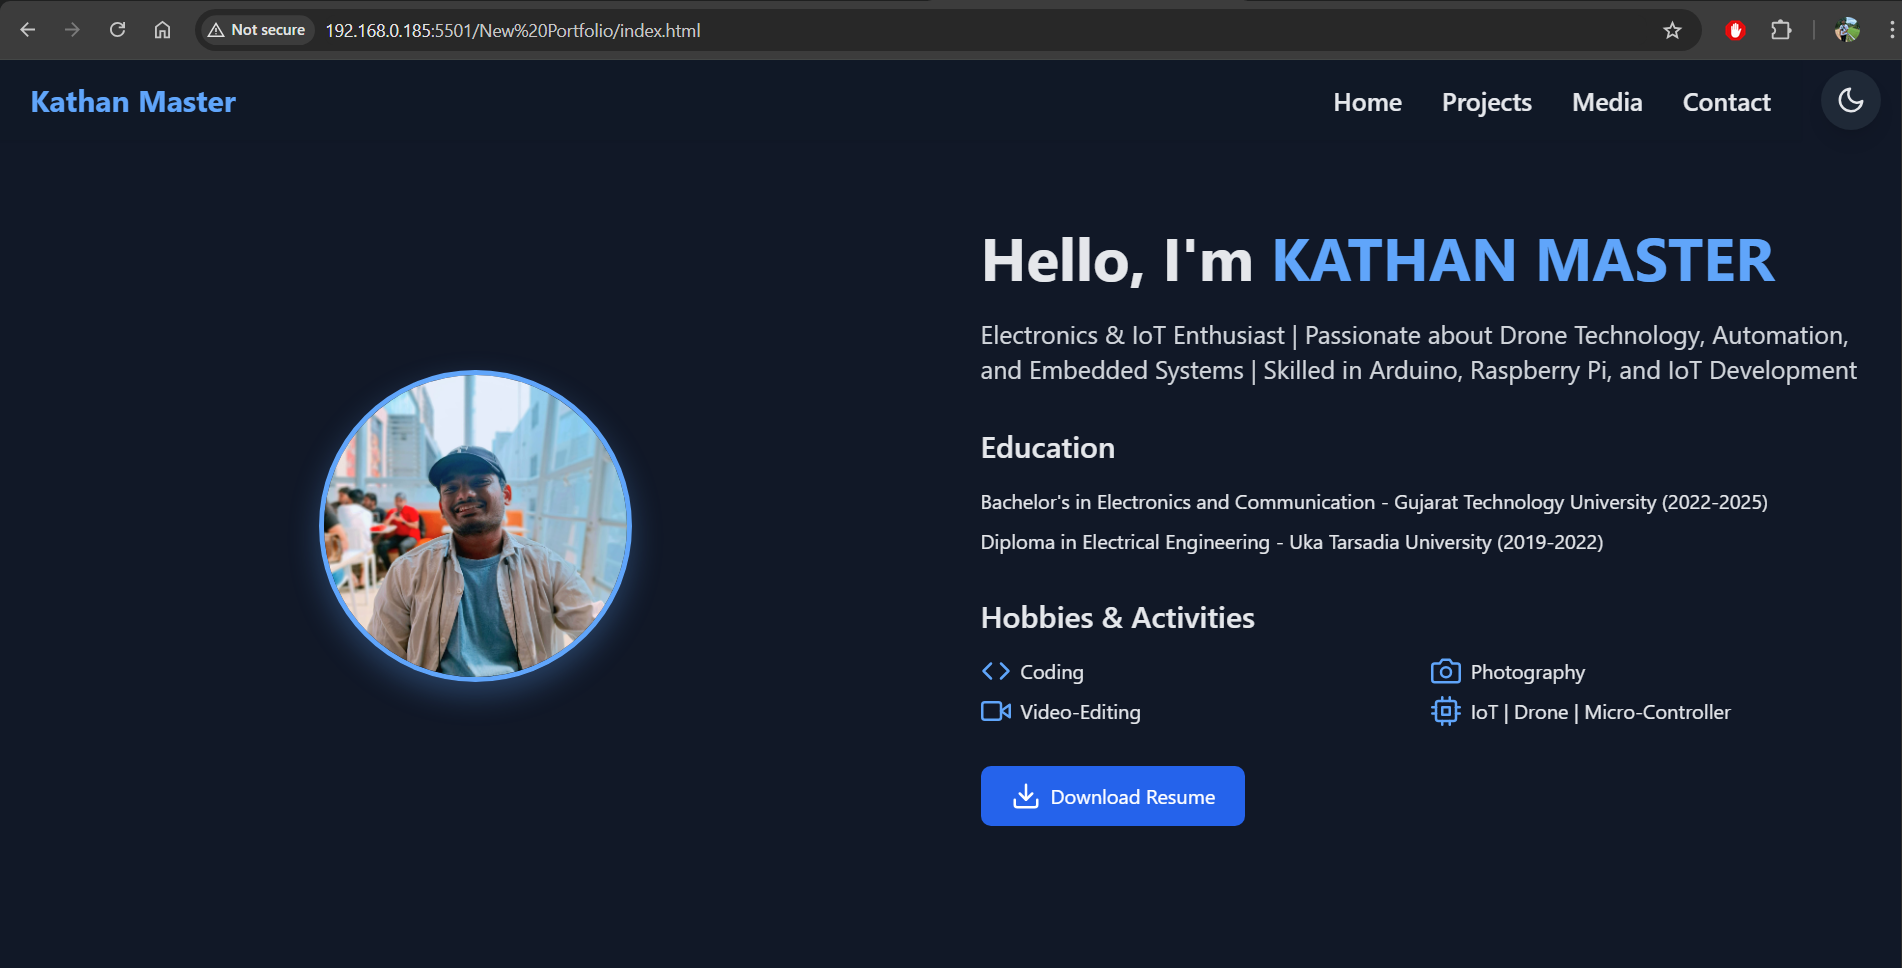 Not secure 192.168.0.185:5501/New%20Portfolio/index.html
Kathan Master
Home Projects Media Contact
Hello, I'm KATHAN MASTER
Electronics & IoT Enthusiast | Passionate about Drone Technology, Automation,
and Embedded Systems | Skilled in Arduino, Raspberry Pi, and IoT Development
Education
Bachelor's in Electronics and Communication - Gujarat Technology University (2022-2025)
Diploma in Electrical Engineering - Uka Tarsadia University (2019-2022)
Hobbies & Activities
Coding
Photography
Video-Editing
IoT | Drone | Micro-Controller
Download Resume